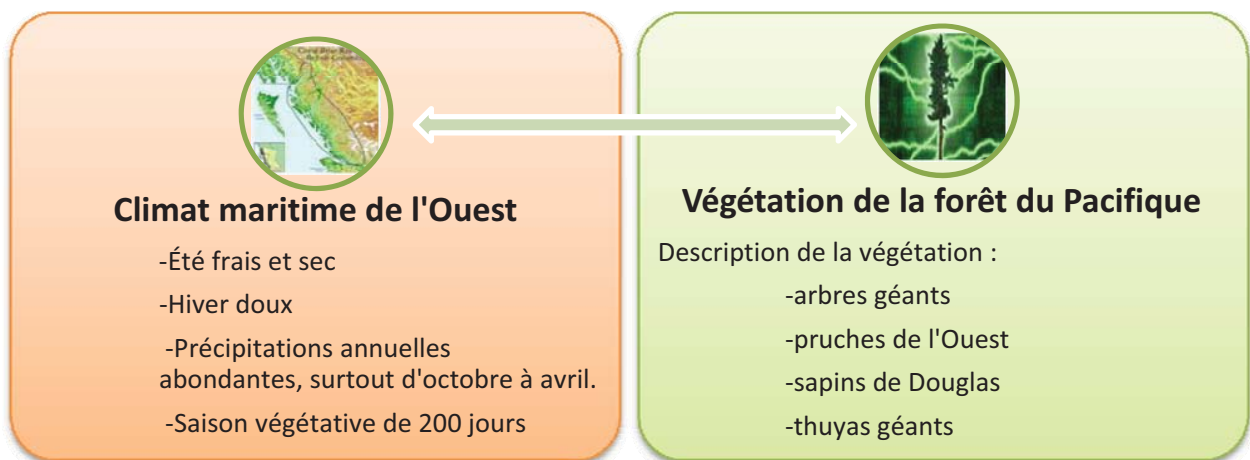 Climat maritime de l'Ouest
-Été frais et sec
-Hiver doux
-Précipitations annuelles
abondantes, surtout d'octobre à avril.
-Saison végétative de 200 jours
Végétation de la forêt du Pacifique
Description de la végétation :
-arbres géants
-pruches de l'Ouest
-sapins de Douglas
-thuyas géants